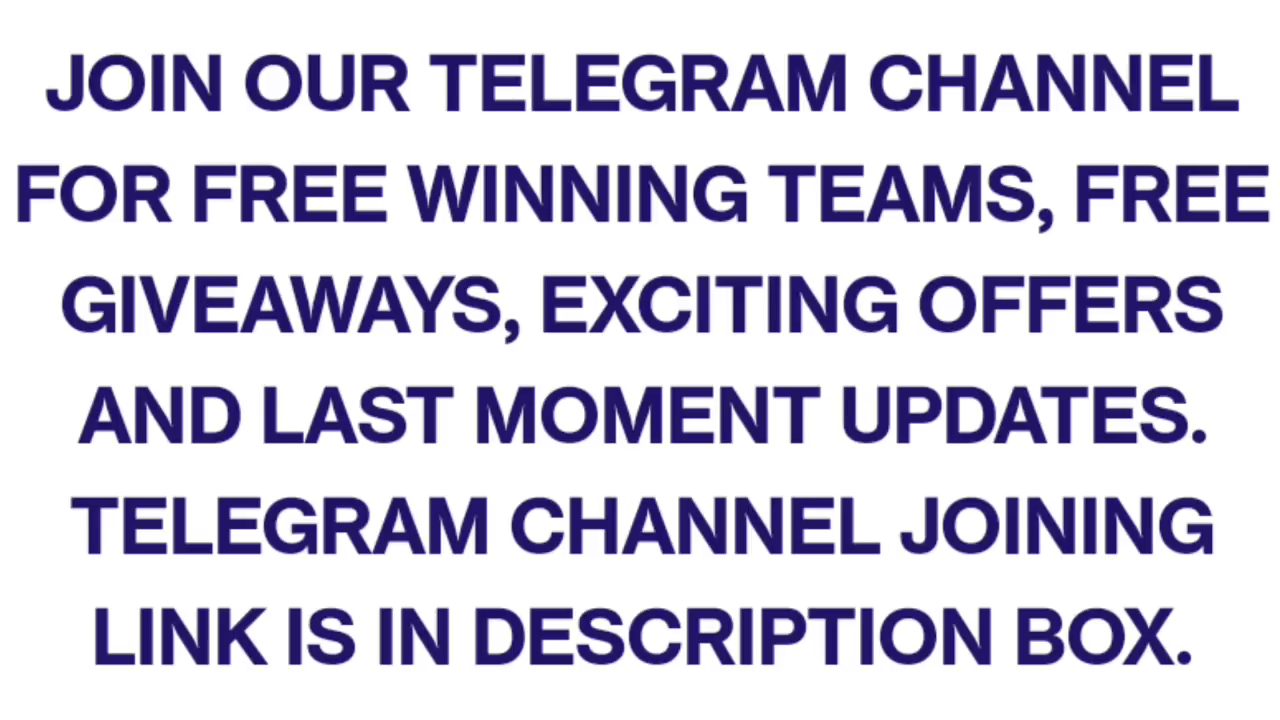 JOIN OUR TELEGRAM CHANNEL
FOR FREE WINNING TEAMS, FREE
GIVEAWAYS, EXCITING OFFERS
AND LAST MOMENT UPDATES.
TELEGRAM CHANNEL JOINING
LINK IS IN DESCRIPTION BOX.